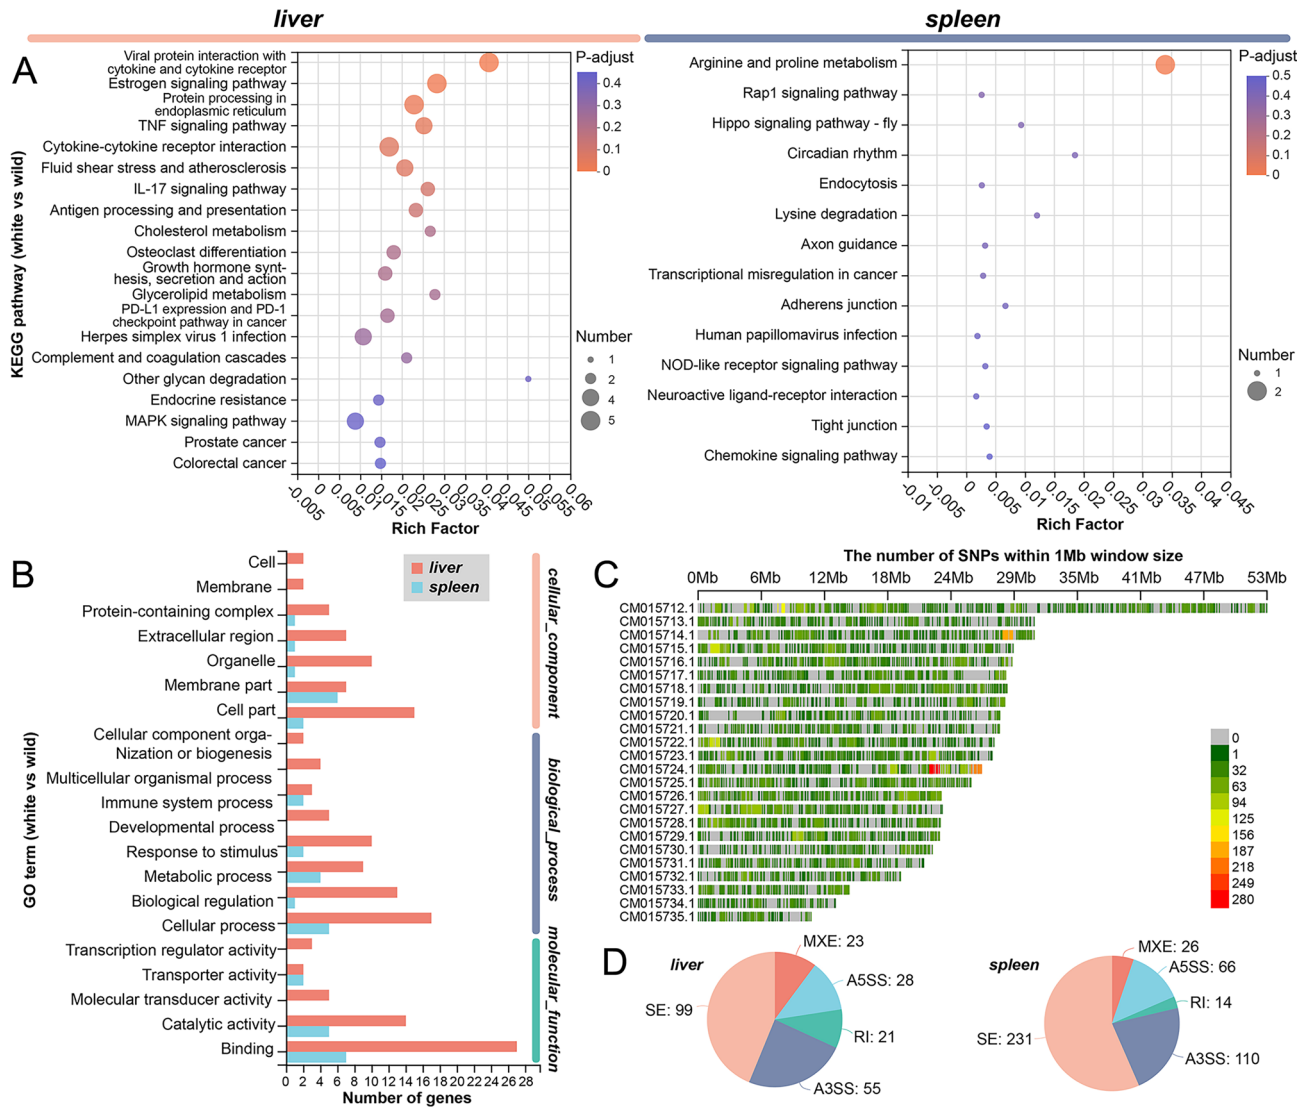 liver
spleen
A
KEGG pathway (white vs wild)
Viral protein interaction with
cytokine and cytokine receptor
Estrogen signaling pathway
Protein processing in
endoplasmic reticulum
TNF signaling pathway
Cytokine-cytokine receptor interaction
Fluid shear stress and atherosclerosis
IL-17 signaling pathway
Antigen processing and presentation
Cholesterol metabolism
Osteoclast differentiation
Growth hormone synt-
hesis, secretion and action
Glycerolipid metabolism
PD-L1 expression and PD-1
checkpoint pathway in cancer
Herpes simplex virus 1 infection
Complement and coagulation cascades
Other glycan degradation
Endocrine resistance
MAPK signaling pathway
Prostate cancer
Colorectal cancer
-0.005 0 0.005 0.01 0.015 0.02 0.025 0.03 0.035 0.04 0.045 0.05 0.055 0.06
Rich Factor
P-adjust
0.4
0.3
0.2
0.1
0
Number
1
2
4
5
Arginine and proline metabolism
Rap1 signaling pathway
Hippo signaling pathway - fly
Circadian rhythm
Endocytosis
Lysine degradation
Axon guidance
Transcriptional misregulation in cancer
Adherens junction
Human papillomavirus infection
NOD-like receptor signaling pathway
Neuroactive ligand-receptor interaction
Tight junction
Chemokine signaling pathway
-0.01 -0.005 0 0.005 0.01 0.015 0.02 0.025 0.03 0.035 0.04 0.045
Rich Factor
P-adjust
0.5
0.4
0.3
0.2
0.1
0
Number
1
2
B
GO term (white vs wild)
liver
spleen
Cell
Membrane
Protein-containing complex
Extracellular region
Organelle
Membrane part
Cell part
Cellular component orga-
Nization or biogenesis
Multicellular organismal process
Immune system process
Developmental process
Response to stimulus
Metabolic process
Biological regulation
Cellular process
Transcription regulator activity
Transporter activity
Molecular transducer activity
Catalytic activity
Binding
cellular_component
biological_process
molecular_function
0 2 4 6 8 10 12 14 16 18 20 22 24 26 28
Number of genes
C
The number of SNPs within 1Mb window size
0Mb 6Mb 12Mb 18Mb 24Mb 29Mb 35Mb 41Mb 47Mb 53Mb
CM015712.1
CM015713.1
CM015714.1
CM015715.1
CM015716.1
CM015717.1
CM015718.1
CM015719.1
CM015720.1
CM015721.1
CM015722.1
CM015723.1
CM015724.1
CM015725.1
CM015726.1
CM015727.1
CM015728.1
CM015729.1
CM015730.1
CM015731.1
CM015732.1
CM015733.1
CM015734.1
CM015735.1
0
1
32
63
94
125
156
187
218
249
280
D
liver
MXE: 23
A5SS: 28
RI: 21
A3SS: 55
SE: 99
spleen
MXE: 26
A5SS: 66
RI: 14
A3SS: 110
SE: 231